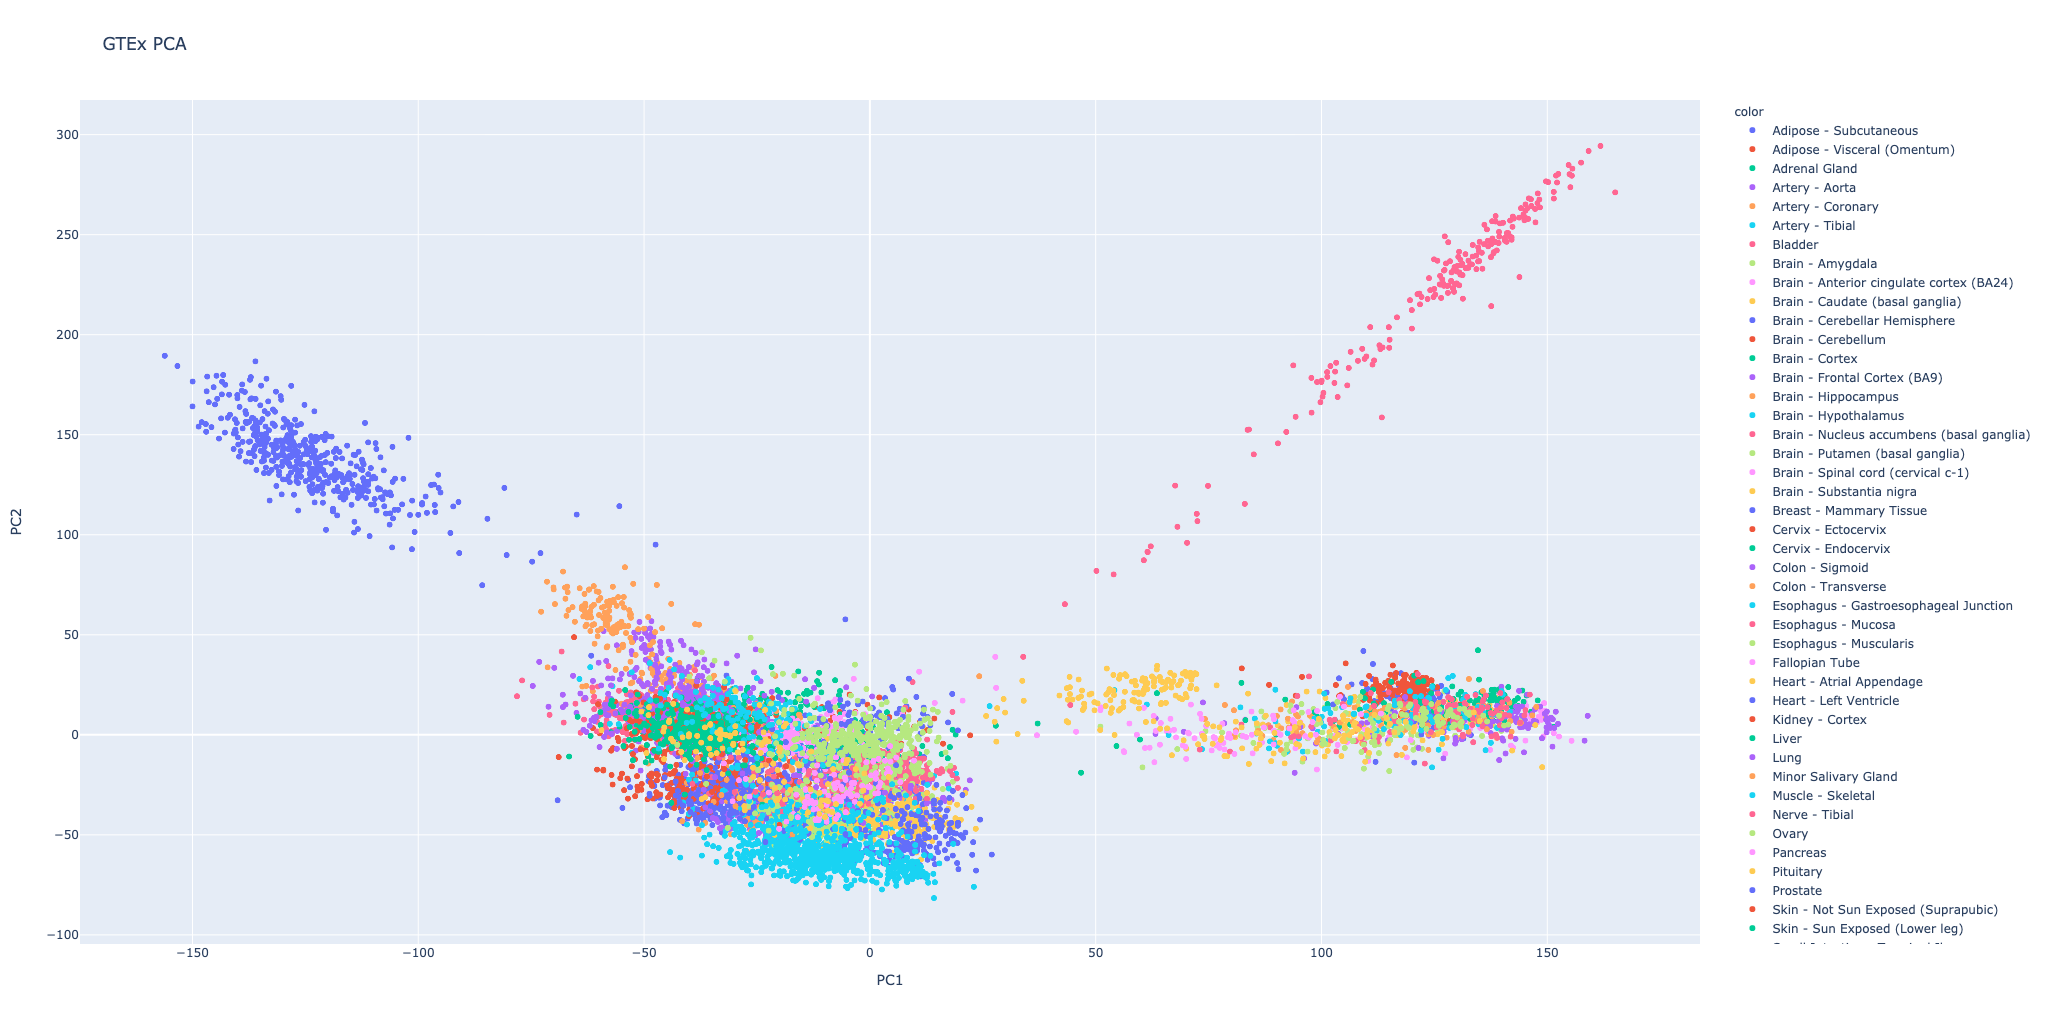 GTEx PCA
color
Adipose - Subcutaneous
Adipose - Visceral (Omentum)
Adrenal Gland
Artery - Aorta
Artery - Coronary
Artery - Tibial
Bladder
Brain - Amygdala
Brain - Anterior cingulate cortex (BA24)
Brain - Caudate (basal ganglia)
Brain - Cerebellar Hemisphere
Brain - Cerebellum
Brain - Cortex
Brain - Frontal Cortex (BA9)
Brain - Hippocampus
Brain - Hypothalamus
Brain - Nucleus accumbens (basal ganglia)
Brain - Putamen (basal ganglia)
Brain - Spinal cord (cervical c-1)
Brain - Substantia nigra
Breast - Mammary Tissue
Cervix - Ectocervix
Cervix - Endocervix
Colon - Sigmoid
Colon - Transverse
Esophagus - Gastroesophageal Junction
Esophagus - Mucosa
Esophagus - Muscularis
Fallopian Tube
Heart - Atrial Appendage
Heart - Left Ventricle
Kidney - Cortex
Liver
Lung
Minor Salivary Gland
Muscle - Skeletal
Nerve - Tibial
Ovary
Pancreas
Pituitary
Prostate
Skin - Not Sun Exposed (Suprapubic)
Skin - Sun Exposed (Lower leg)
300
250
200
150
100
50
0
−50
−100
PC2
−150
−100
−50
0
50
100
150
PC1